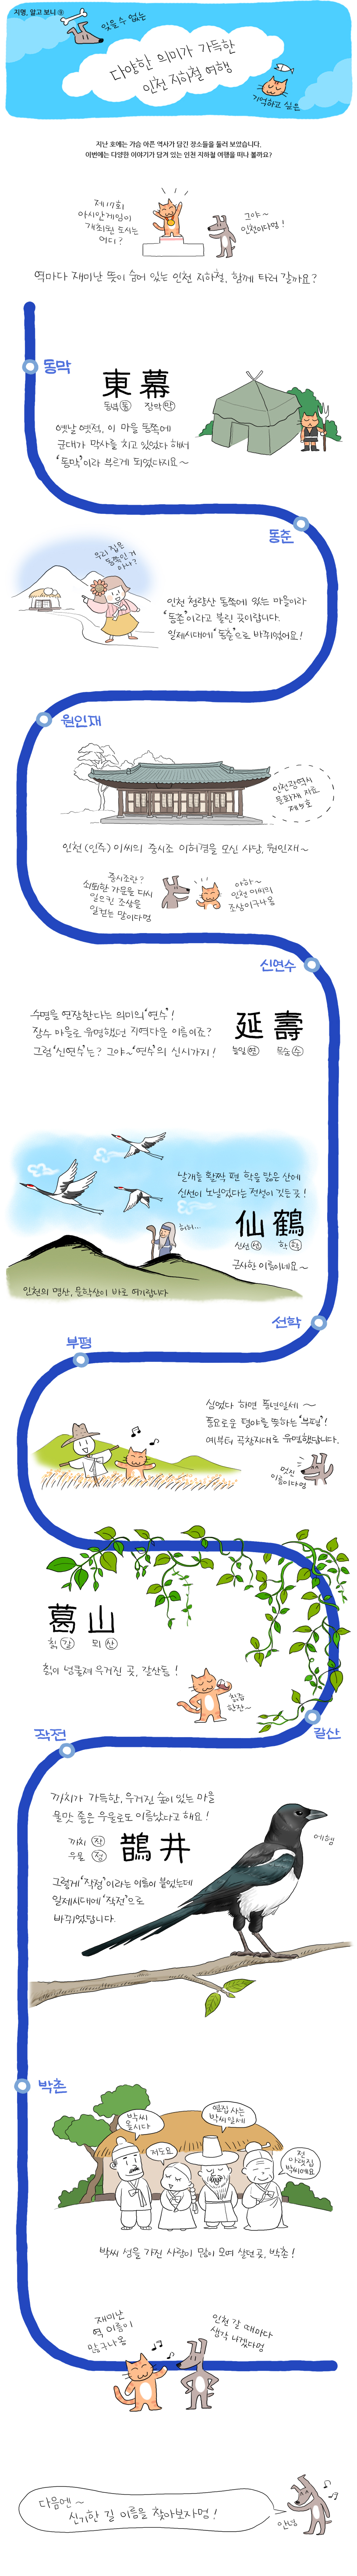 지명, 알고 보니 ⑨
잊을 수 없는
다양한 의미가 가득한
인천 지하철 여행
기억하고 싶은
지난 호에는 가슴 아픈 역사가 담긴 장소들을 둘러 보았습니다.
이번에는 다양한 이야기가 담겨 있는 인천 지하철 여행을 떠나 볼까요?
제17회
아시안게임이
개최된 도시는
어디?
그야~
인천이다멍!
역마다 재미난 뜻이 숨어 있는 인천 지하철, 함께 타러 갈까요?
동막
東幕
동녘 동 장막 막
옛날 옛적, 이 마을 동쪽에
군대가 막사를 치고 있었다 해서
'동막'이라 부르게 되었다지요~
동춘
우리 집은
동쪽인거
아나?
인천 청량산 동쪽에 있는 마을이라
'동촌'이라고 불린 곳이랍니다.
일제시대에 '동춘'으로 바뀌었어요!
원인재
인천광역시
문화재 자료
제5호
인천(인주) 이씨의 중시조 이허겸을 모신 사당, 원인재~
중시조란?
쇠퇴한 가문을 다시
일으킨 조상을
일컫는 말이다멍
아하~
인천 이씨의
조상이구나옹
신연수
수명을 연장한다는 의미의 '연수'!
장수 마을로 유명했던 지역다운 이름이죠?
그럼 '신연수'는? 그야~ '연수'의 신시가지!
延壽
늘일 연 목숨 수
날개를 활짝 편 학을 닮은 산에
신선이 노닐었다는 전설이 깃든 곳!
허허...
仙鶴
신선 선 학 학
근사한 이름이네요~
인천의 명산, 문학산이 바로 여기랍니다
선학
부평
심었다 하면 풍년일세~
풍요로운 평야를 뜻하는 '부평'!
예부터 곡창지대로 유명했답니다.
멋진
이름이다멍
葛山
칡 갈 뫼 산
칡이 넝쿨째 우거진 곳, 갈산동!
칡즙
한잔~
갈산
작전
까치가 가득한, 우거진 숲이 있는 마을
물맛 좋은 우물로도 이름났다고 해요!
까치 작
우물 정
鵲井
에헴
그렇게 '작정'이라는 이름이 붙었는데
일제시대에 '작전'으로
바뀌었답니다.
박촌
박씨
올시다
저도요
옆집 사는
박씨일세
전
아랫집
박씨예요
박씨 성을 가진 사람이 많이 모여 살던 곳, 박촌!
재미난
역 이름이
많구나옹
인천 갈 때마다
생각 나겠다멍
다음엔~
신기한 길 이름을 찾아보자멍!
안녕